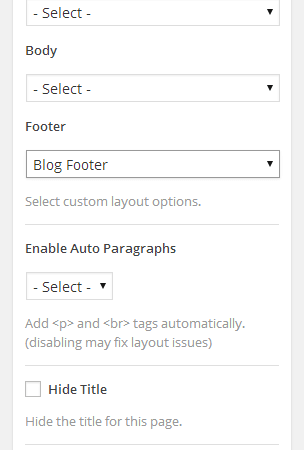 - Select -
Body
- Select -
Footer
Blog Footer
Select custom layout options.
Enable Auto Paragraphs
- Select -
Add <p> and <br> tags automatically.
(disabling may fix layout issues)
Hide Title
Hide the title for this page.